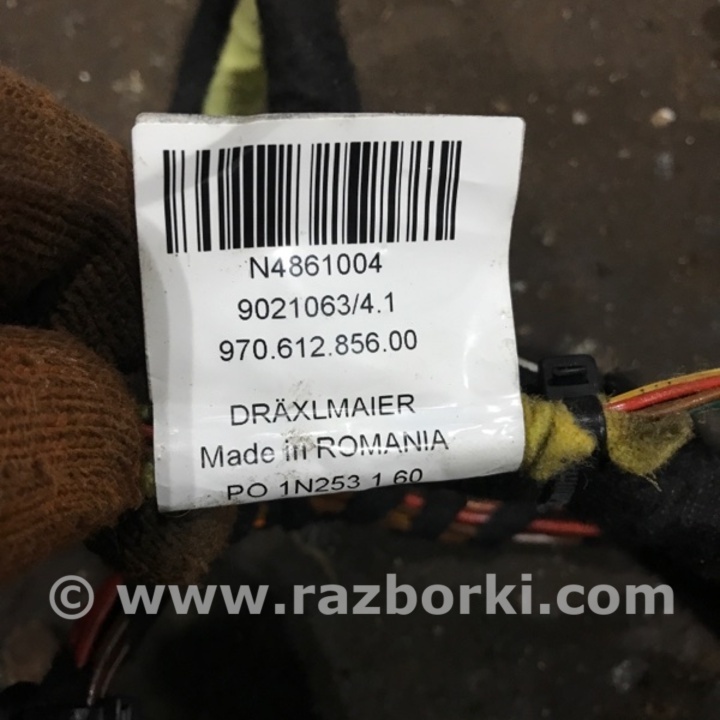 N4861004
9021063/4.1
970.612.856.00
DRÄXLMAIER
Made in ROMANIA
PO 1N253 1 60
© www.razborki.com